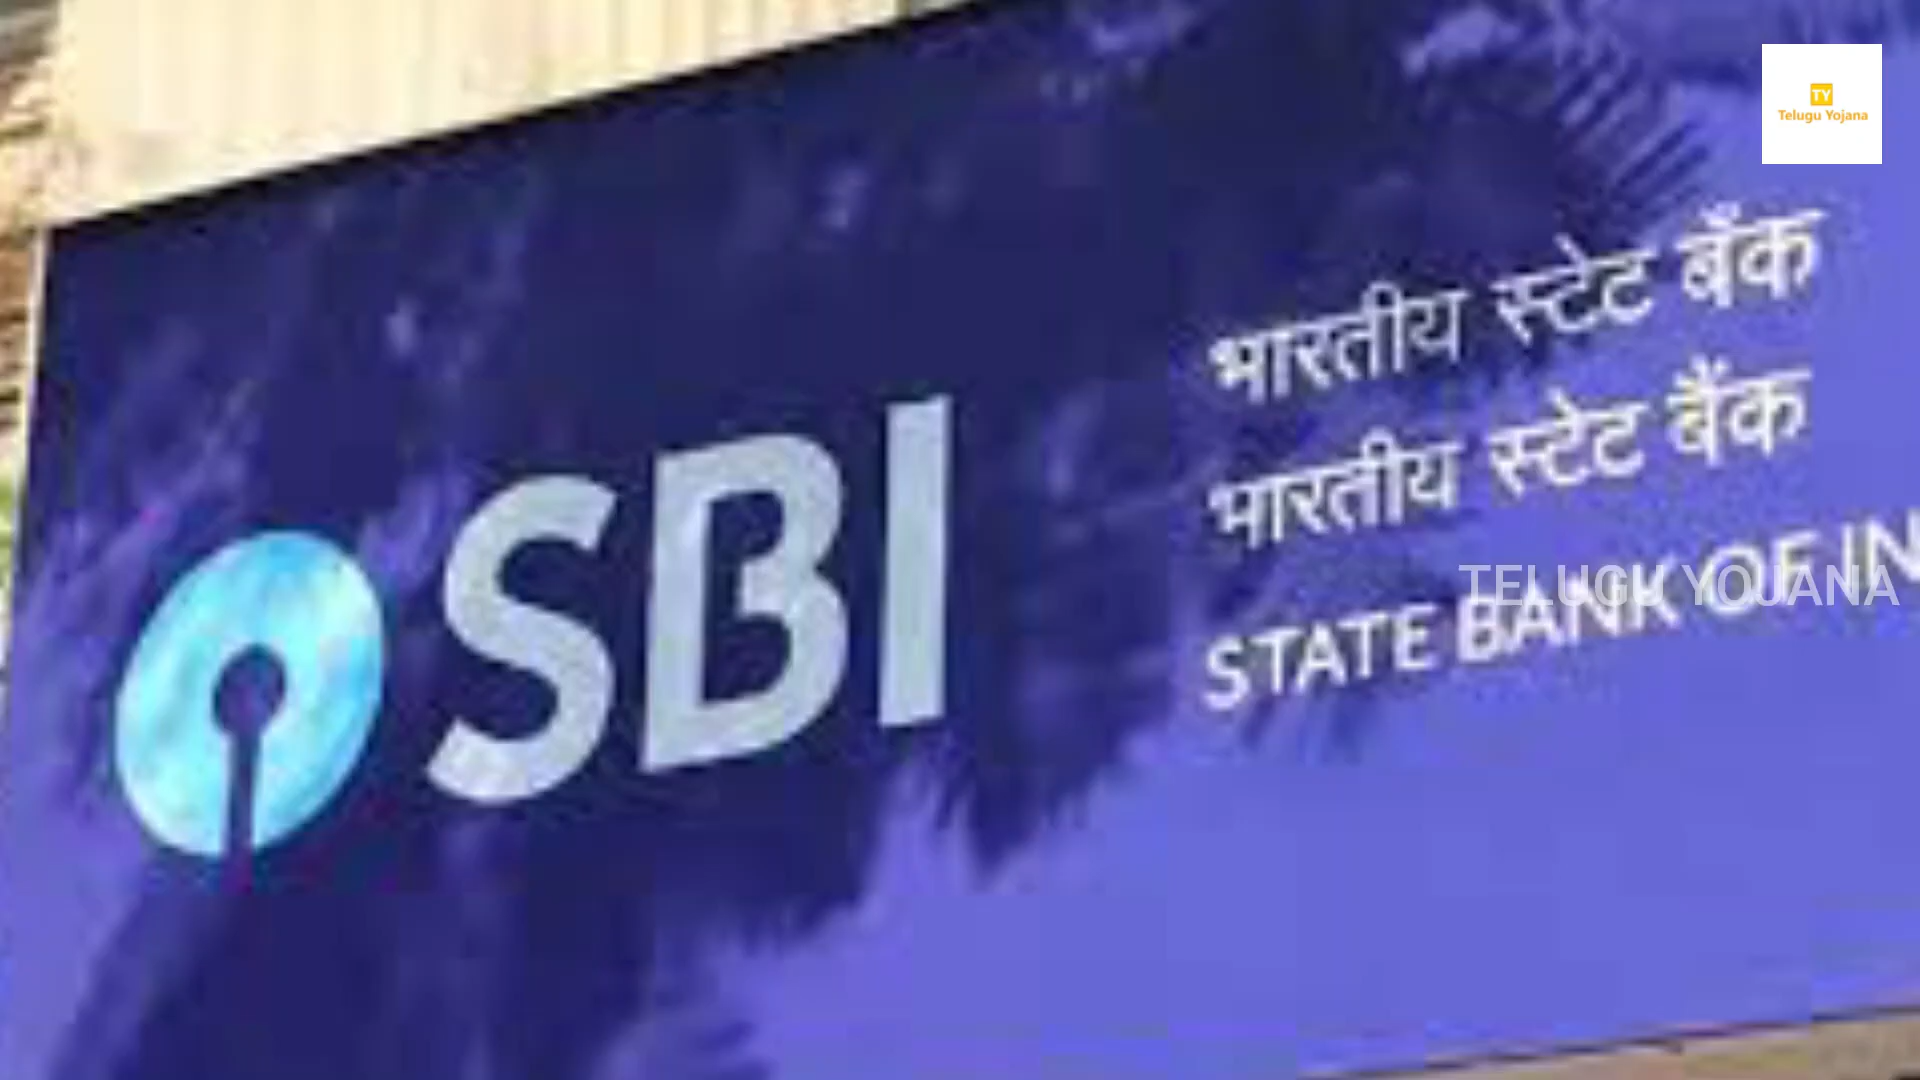 TY
Telugu Yojana
SBI
भारतीय स्टेट बँक
भारतीय स्टेट बैंक
STATE BANK OF IN
TELUGU YOJANA